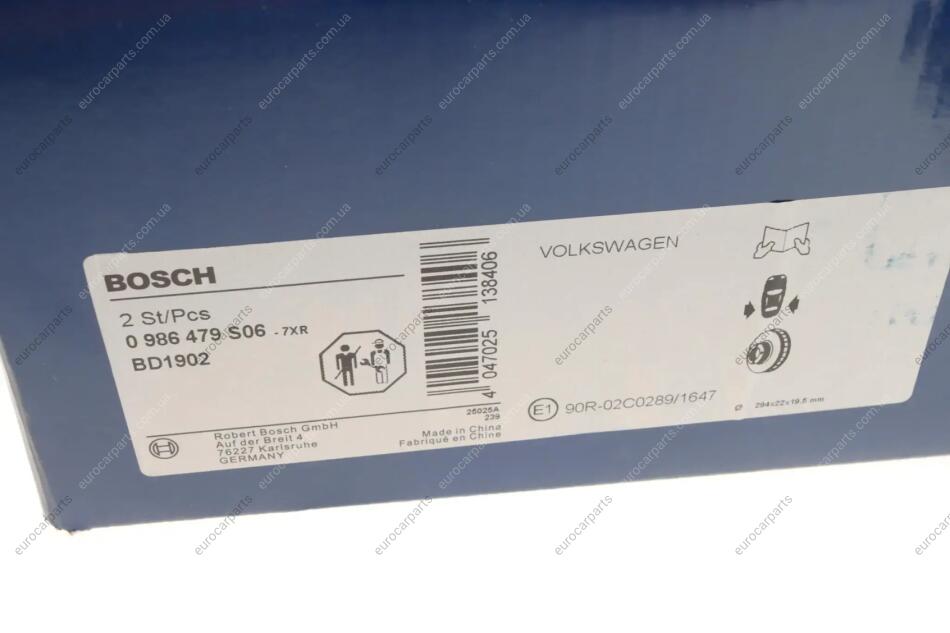 BOSCH
2 St/Pcs
0 986 479 S06 - 7XR
BD1902
4 047025 138406
25025A
239
Made in China
Fabriqué en Chine
Robert Bosch GmbH
Auf der Breit 4
76227 Karlsruhe
GERMANY
VOLKSWAGEN
E1 90R-02C0289/1647
Ø 294x22x19.5 mm
eurocarparts.com.ua